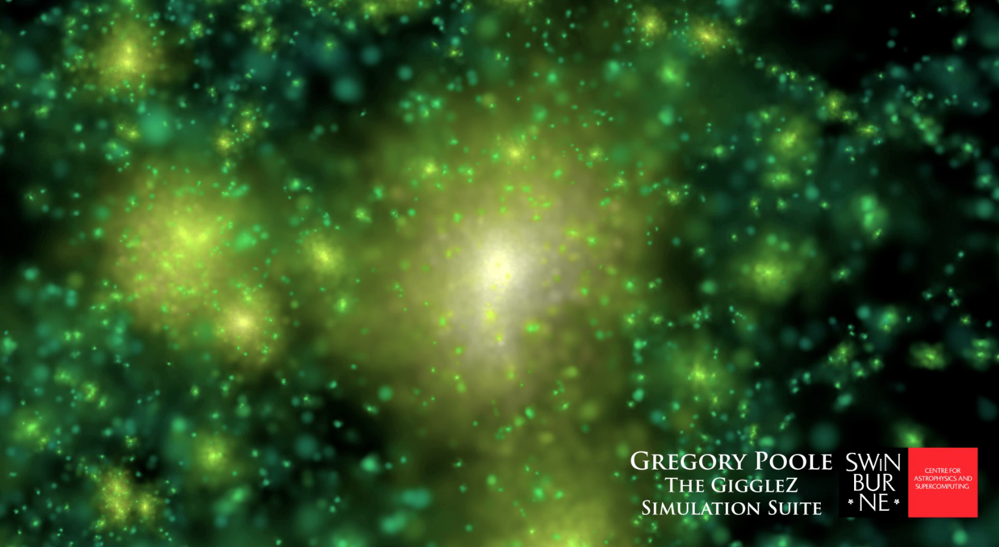 GREGORY POOLE
THE GIGGLEZ
SIMULATION SUITE
SWiN
BUR
* NE *
CENTRE FOR
ASTROPHYSICS AND
SUPERCOMPUTING